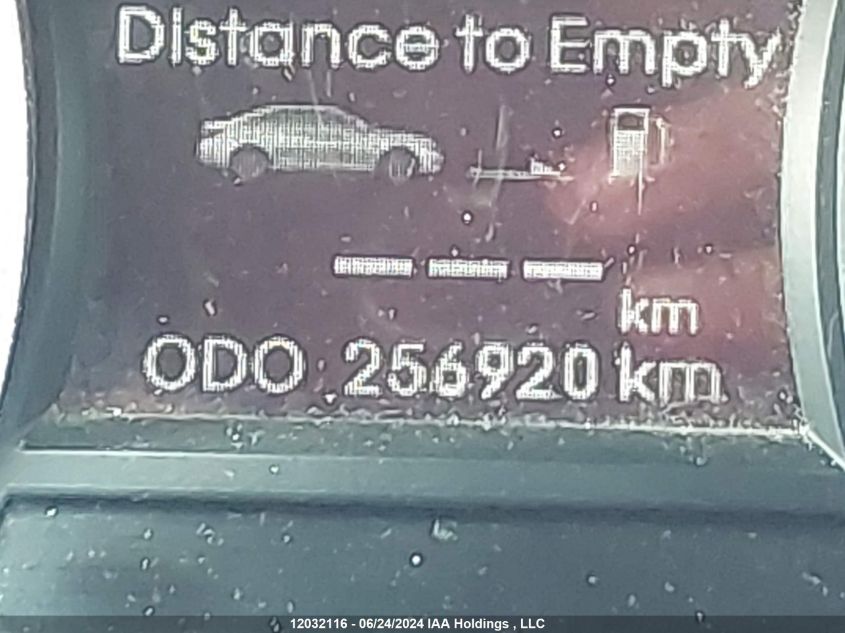 Distance to Empty
--- km
ODO 256920 km
12032116 - 06/24/2024 IAA Holdings , LLC